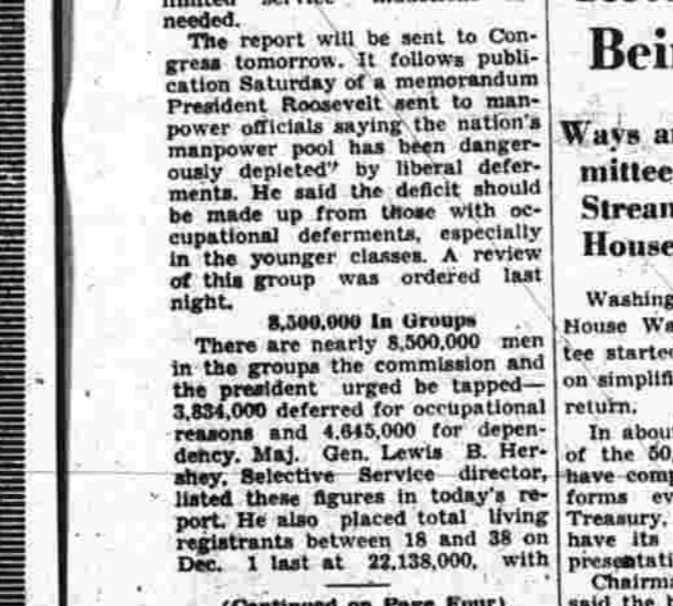 needed.
The report will be sent to Con-
gress tomorrow. It follows publi-
cation Saturday of a memorandum
President Roosevelt sent to man-
power officials saying the nation's
manpower pool has been danger-
ously depleted" by liberal defer-
ments. He said the deficit should
be made up from those with oc-
cupational deferments, especially
in the younger classes. A review
of this group was ordered last
night.
8,500,000 In Groups
There are nearly 8,500,000 men
in the groups the commission and
the president urged be tapped—
3,834,000 deferred for occupational
reasons and 4,645,000 for depen-
dency. Maj. Gen. Lewis B. Her-
shey, Selective Service director,
listed these figures in today's re-
port. He also placed total living
registrants between 18 and 38 on
Dec. 1 last at 22,138,000, with
(Continued on Page Four)
Bei
Ways a
mittee
Strea
House
Washing
House Wa
tee starte
on simplifi
return.
In abou
of the 50,
have comp
forms ev
Treasury,
have its
presentati
Chairma
said the